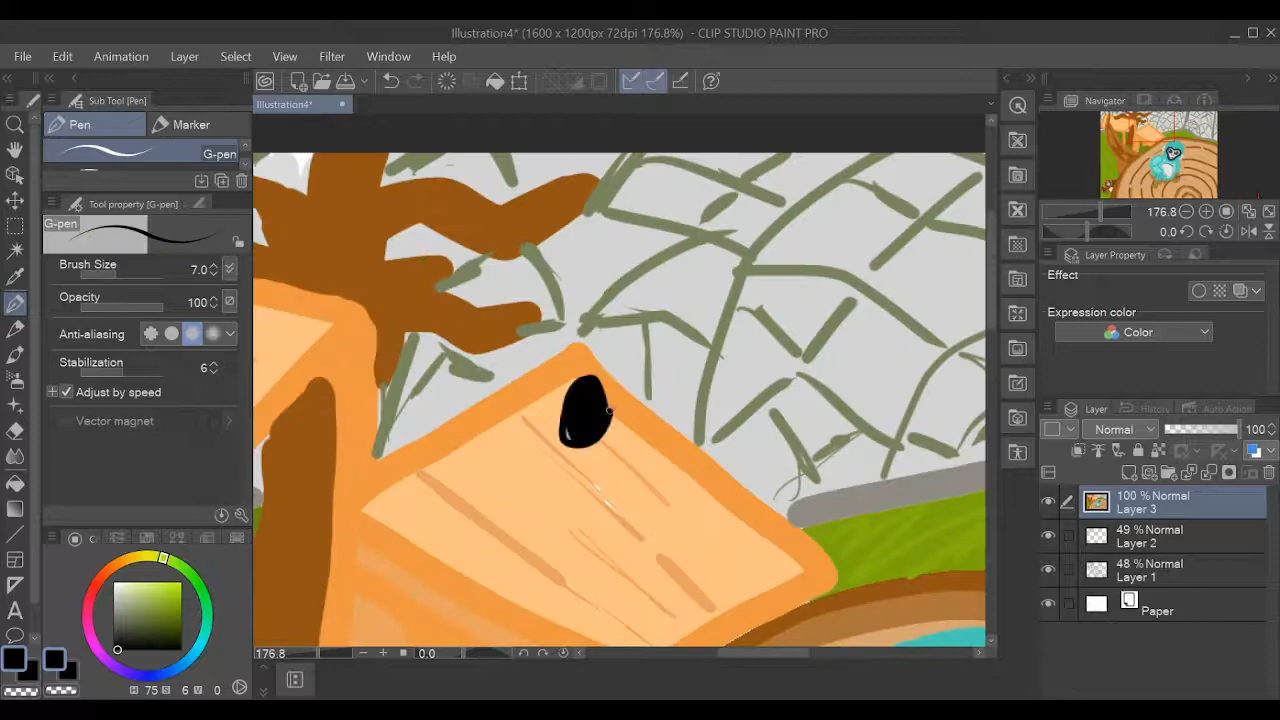 Illustration4* (1600 x 1200px 72dpi 176.8%) - CLIP STUDIO PAINT PRO
File Edit Animation Layer Select View Filter Window Help
Sub Tool [Pen]
Illustration4*
Navigator
Pen Marker
G-pen
Tool property [G-pen]
G-pen
Brush Size 7.0
Opacity 100
Anti-aliasing
Stabilization 6
Adjust by speed
Vector magnet
H 75 S 6 V 0
176.8 0.0
176.8
0.0
Layer Property
Effect
Expression color
Color
Layer History Auto Action
Normal 100
100 % Normal
Layer 3
49 % Normal
Layer 2
48 % Normal
Layer 1
Paper